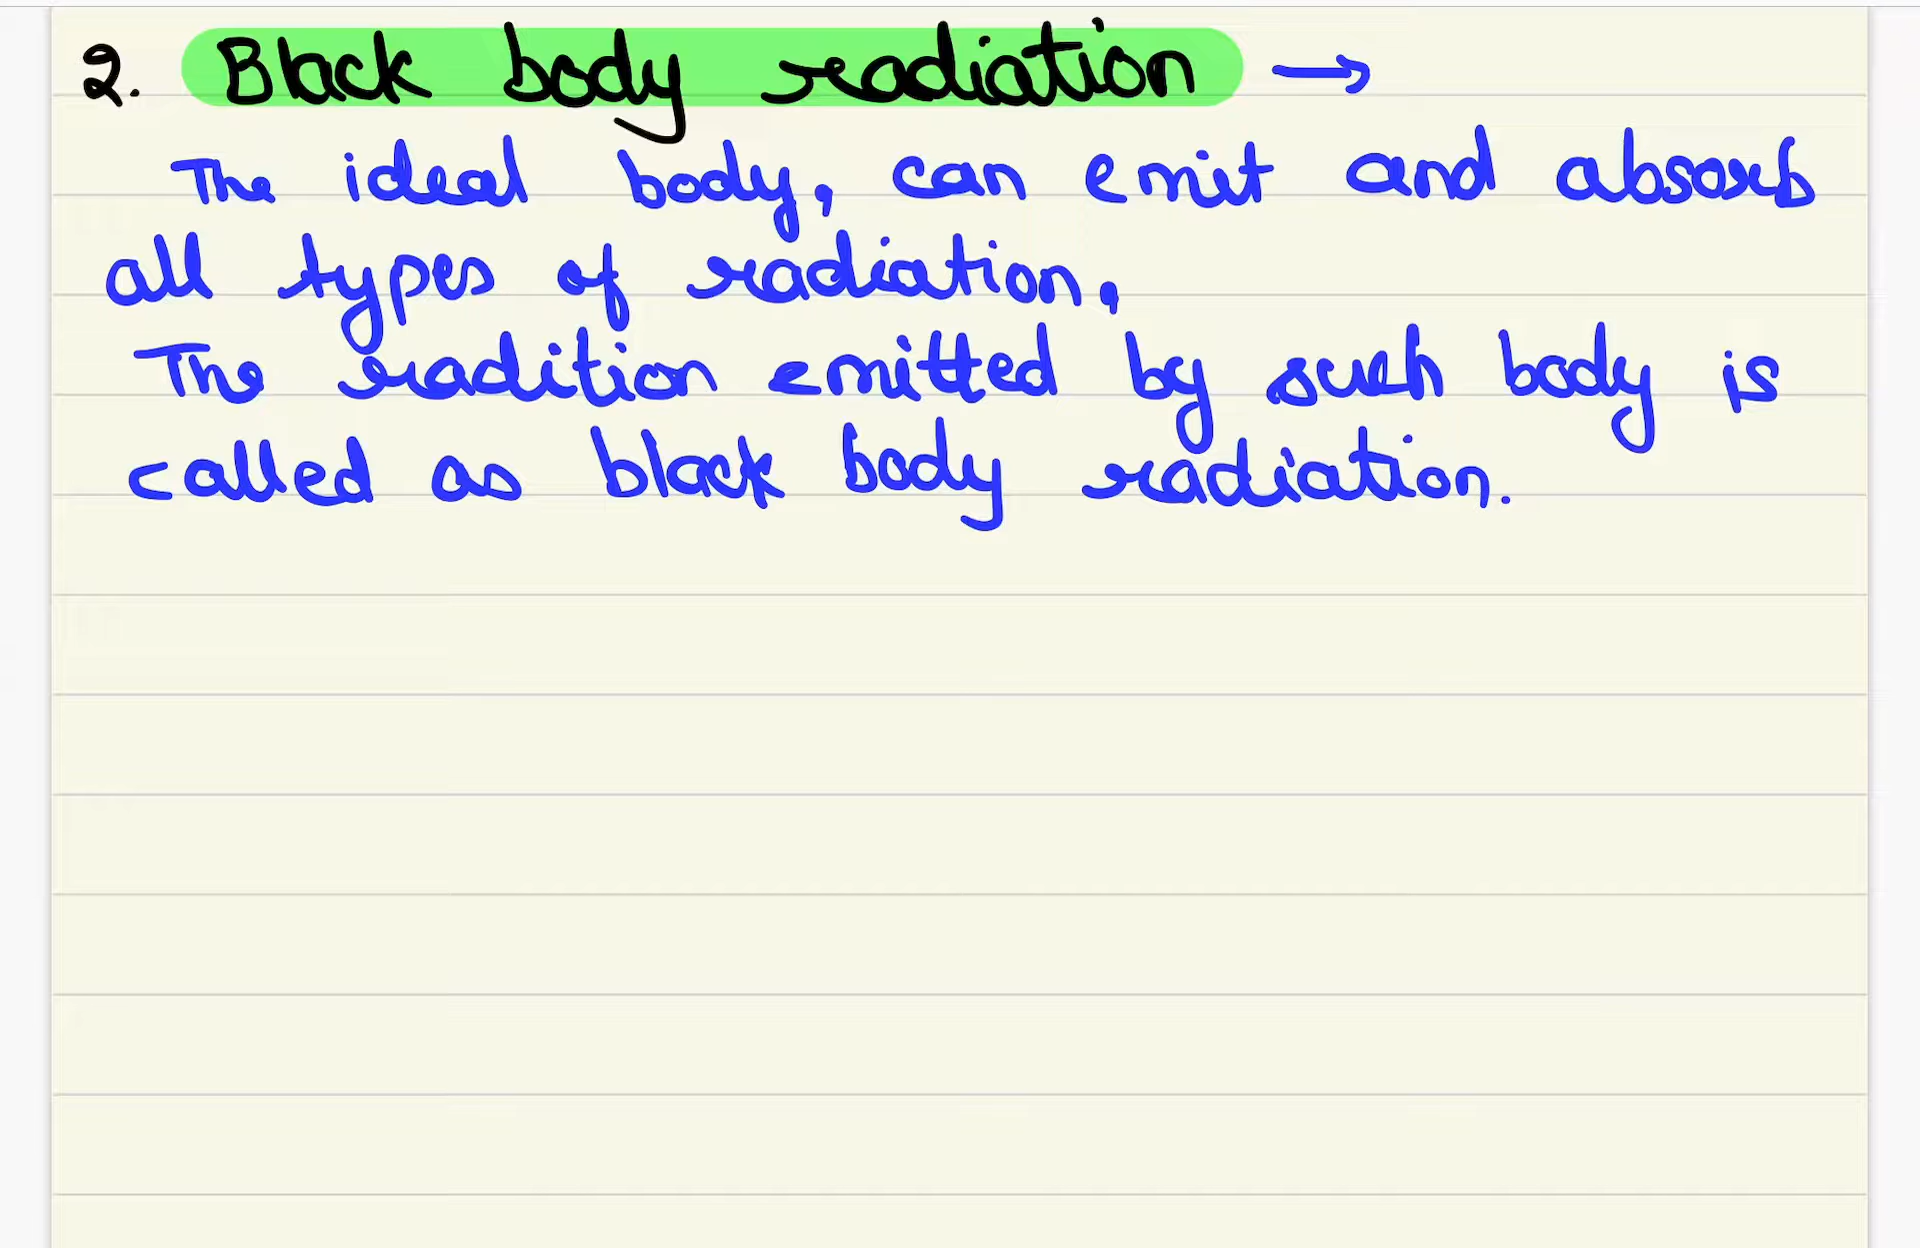 2. Black body radiation →
The ideal body, can emit and absorb
all types of radiation,
The radition emitted by such body is
called as black body radiation.